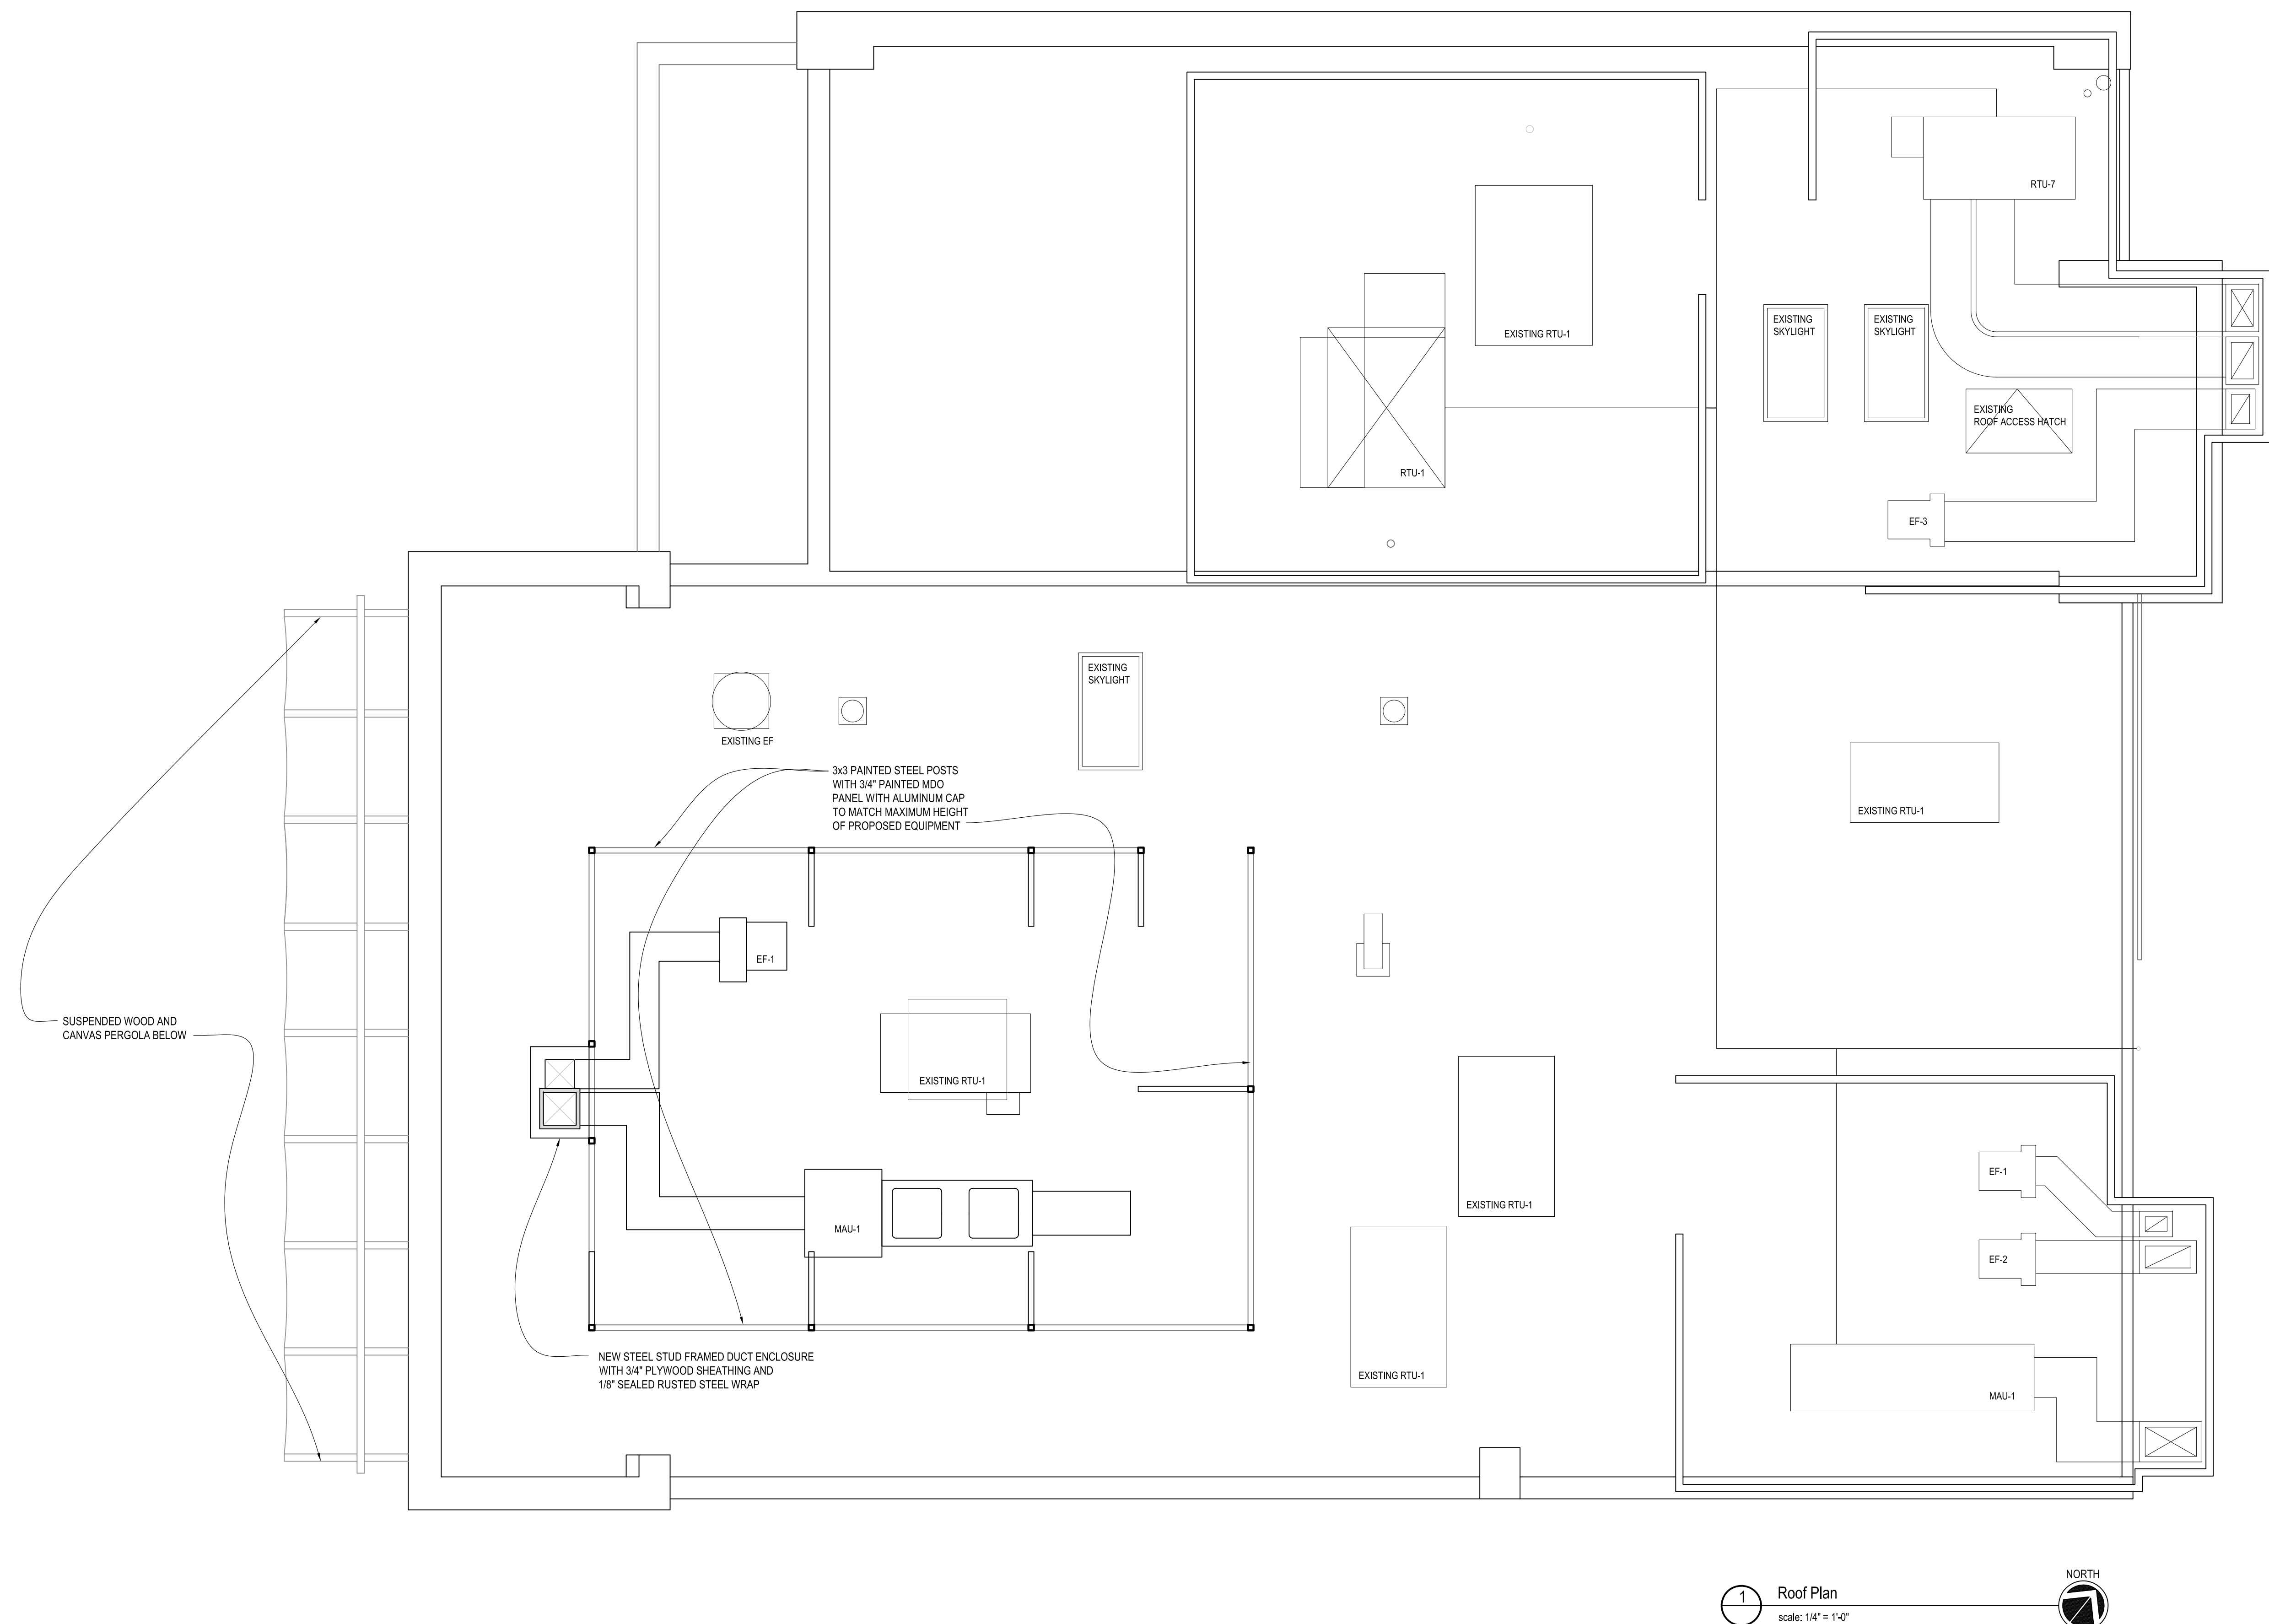 RTU-7
EXISTING
SKYLIGHT
EXISTING
SKYLIGHT
EXISTING RTU-1
EXISTING
ROOF ACCESS HATCH
RTU-1
EF-3
EXISTING
SKYLIGHT
EXISTING EF
3x3 PAINTED STEEL POSTS
WITH 3/4" PAINTED MDO
PANEL WITH ALUMINUM CAP
TO MATCH MAXIMUM HEIGHT
OF PROPOSED EQUIPMENT
EXISTING RTU-1
EF-1
SUSPENDED WOOD AND
CANVAS PERGOLA BELOW
EXISTING RTU-1
EF-1
EXISTING RTU-1
MAU-1
EF-2
NEW STEEL STUD FRAMED DUCT ENCLOSURE
WITH 3/4" PLYWOOD SHEATHING AND
1/8" SEALED RUSTED STEEL WRAP
EXISTING RTU-1
MAU-1
NORTH
1
Roof Plan
scale: 1/4" = 1'-0"